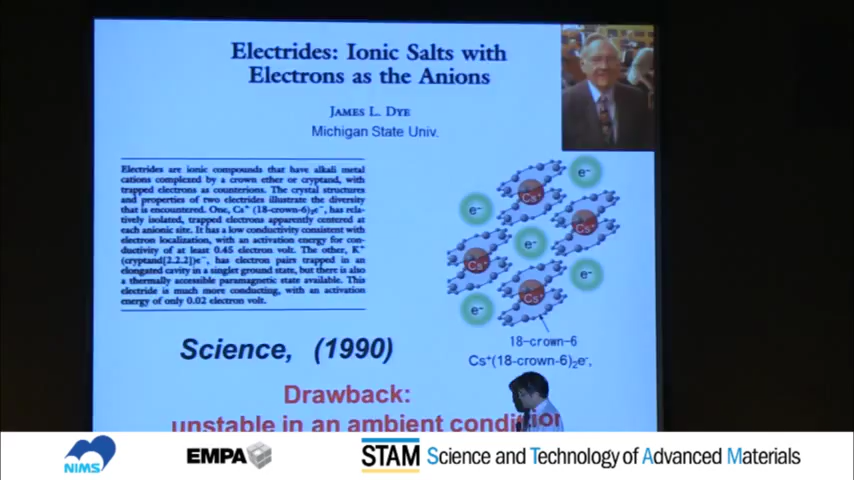 Electrides: Ionic Salts with
Electrons as the Anions
JAMES L. DYE
Michigan State Univ.
Electrides are ionic compounds that have alkali metal
cations complexed by a crown ether or cryptand, with
trapped electrons as counterions. The crystal structures
and properties of two electrides illustrate the diversity
that is encountered. One, Cs⁺ (18-crown-6)₂e⁻, has rela-
tively isolated, trapped electrons apparently centered at
each anionic site. It has a low conductivity consistent with
electron localization, with an activation energy for con-
ductivity of at least 0.45 electron volt. The other, K⁺
(cryptand[2.2.2])e⁻, has electron pairs trapped in an
elongated cavity in a singlet ground state, but there is also
a thermally accessible paramagnetic state available. This
electride is much more conducting, with an activation
energy of only 0.02 electron volt.
e⁻
Cs⁺
e⁻
Cs⁺
e⁻
Cs⁺
e⁻
Cs⁺
e⁻
18-crown-6
Cs⁺(18-crown-6)₂e⁻,
Science, (1990)
Drawback:
unstable in an ambient condition
NIMS
EMPA
STAM Science and Technology of Advanced Materials